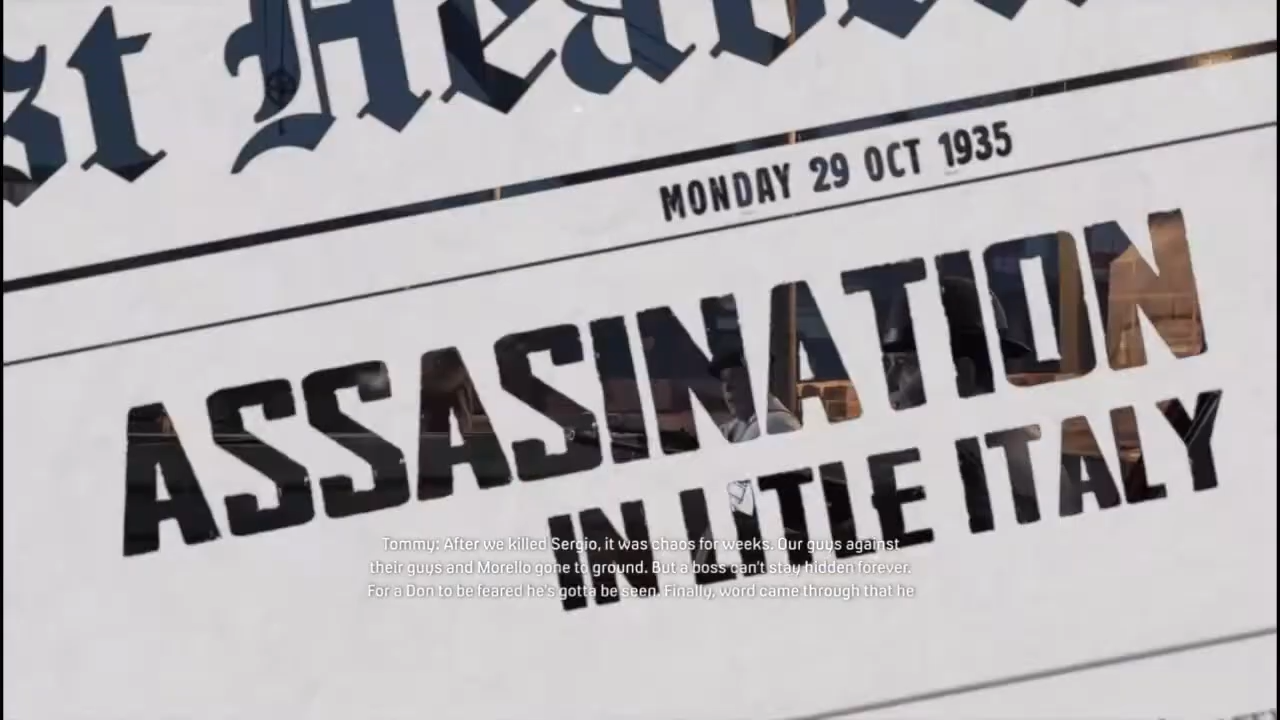 st Heaven
MONDAY 29 OCT 1935
ASSASINATION
IN LITLE ITALY
Tommy: After we killed Sergio, it was chaos for weeks. Our guys against
their guys and Morello gone to ground. But a boss can't stay hidden forever.
For a Don to be feared he's gotta be seen. Finally, word came through that he